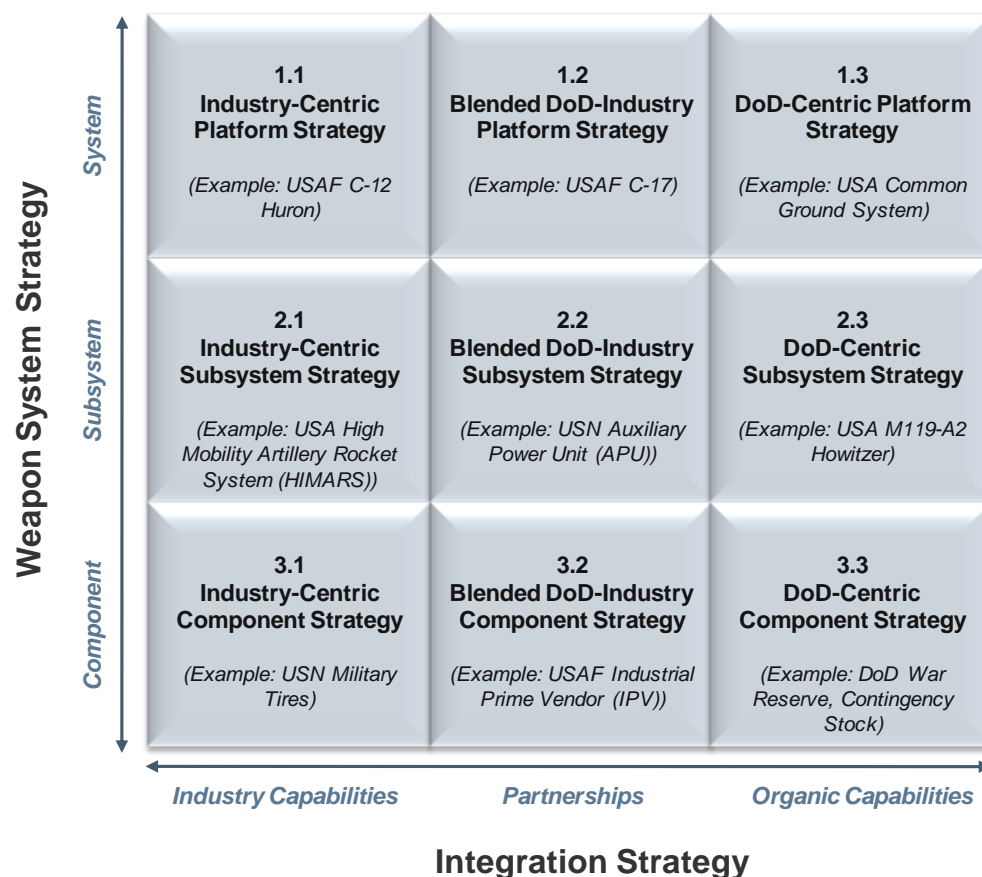 Weapon System Strategy
System
Subsystem
Component
1.1
Industry-Centric
Platform Strategy
(Example: USAF C-12
Huron)
1.2
Blended DoD-Industry
Platform Strategy
(Example: USAF C-17)
1.3
DoD-Centric Platform
Strategy
(Example: USA Common
Ground System)
2.1
Industry-Centric
Subsystem Strategy
(Example: USA High
Mobility Artillery Rocket
System (HIMARS))
2.2
Blended DoD-Industry
Subsystem Strategy
(Example: USN Auxiliary
Power Unit (APU))
2.3
DoD-Centric
Subsystem Strategy
(Example: USA M119-A2
Howitzer)
3.1
Industry-Centric
Component Strategy
(Example: USN Military
Tires)
3.2
Blended DoD-Industry
Component Strategy
(Example: USAF Industrial
Prime Vendor (IPV))
3.3
DoD-Centric
Component Strategy
(Example: DoD War
Reserve, Contingency
Stock)
Industry Capabilities
Partnerships
Organic Capabilities
Integration Strategy